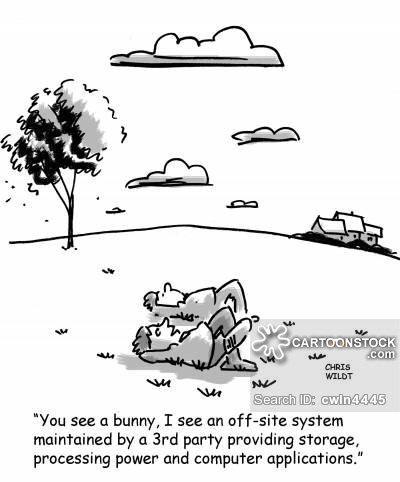 CARTOONSTOCK
.com
CHRIS
WILDT
Search ID: cwln4445
“You see a bunny, I see an off-site system
maintained by a 3rd party providing storage,
processing power and computer applications.”